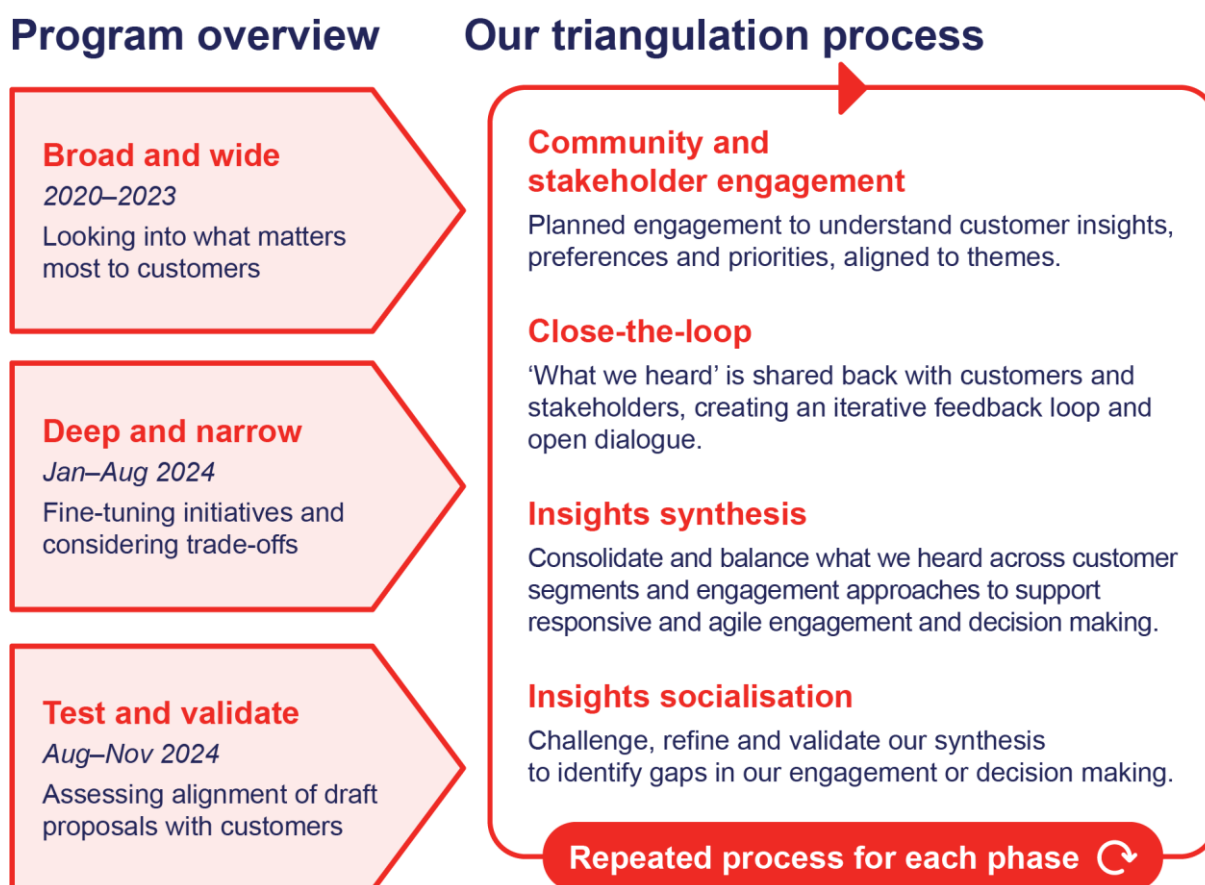 Program overview
Broad and wide
2020–2023
Looking into what matters
most to customers
Deep and narrow
Jan–Aug 2024
Fine-tuning initiatives and
considering trade-offs
Test and validate
Aug–Nov 2024
Assessing alignment of draft
proposals with customers
Our triangulation process
Community and
stakeholder engagement
Planned engagement to understand customer insights,
preferences and priorities, aligned to themes.
Close-the-loop
‘What we heard’ is shared back with customers and
stakeholders, creating an iterative feedback loop and
open dialogue.
Insights synthesis
Consolidate and balance what we heard across customer
segments and engagement approaches to support
responsive and agile engagement and decision making.
Insights socialisation
Challenge, refine and validate our synthesis
to identify gaps in our engagement or decision making.
Repeated process for each phase